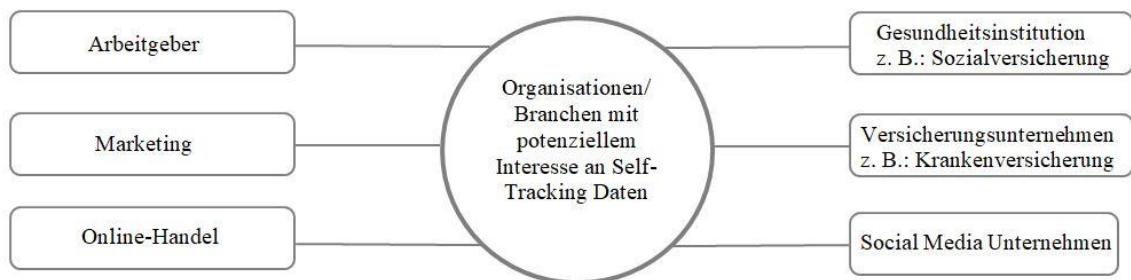 Arbeitgeber
Marketing
Online-Handel
Organisationen/
Branchen mit
potenziellem
Interesse an Self-
Tracking Daten
Gesundheitsinstitution
z. B.: Sozialversicherung
Versicherungsunternehmen
z. B.: Krankenversicherung
Social Media Unternehmen